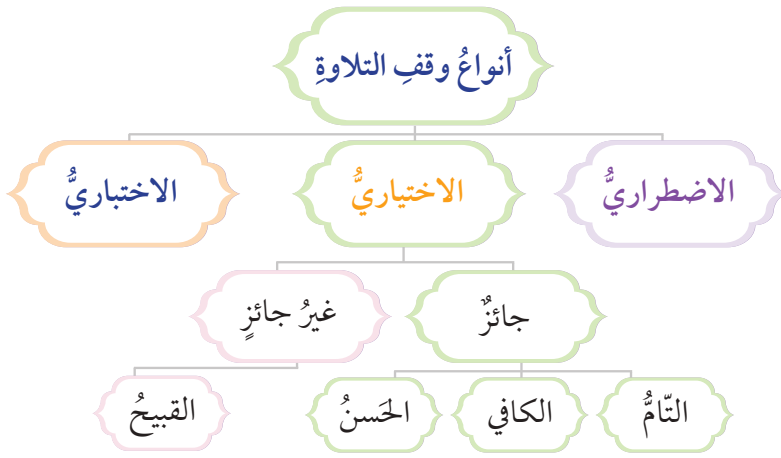 أنواعُ وقفِ التلاوةِ
الاضطراريُّ
الاختياريُّ
الاختباريُّ
جائزٌ
غيرُ جائزٍ
التّامُّ
الكافي
الحَسنُ
القبيحُ